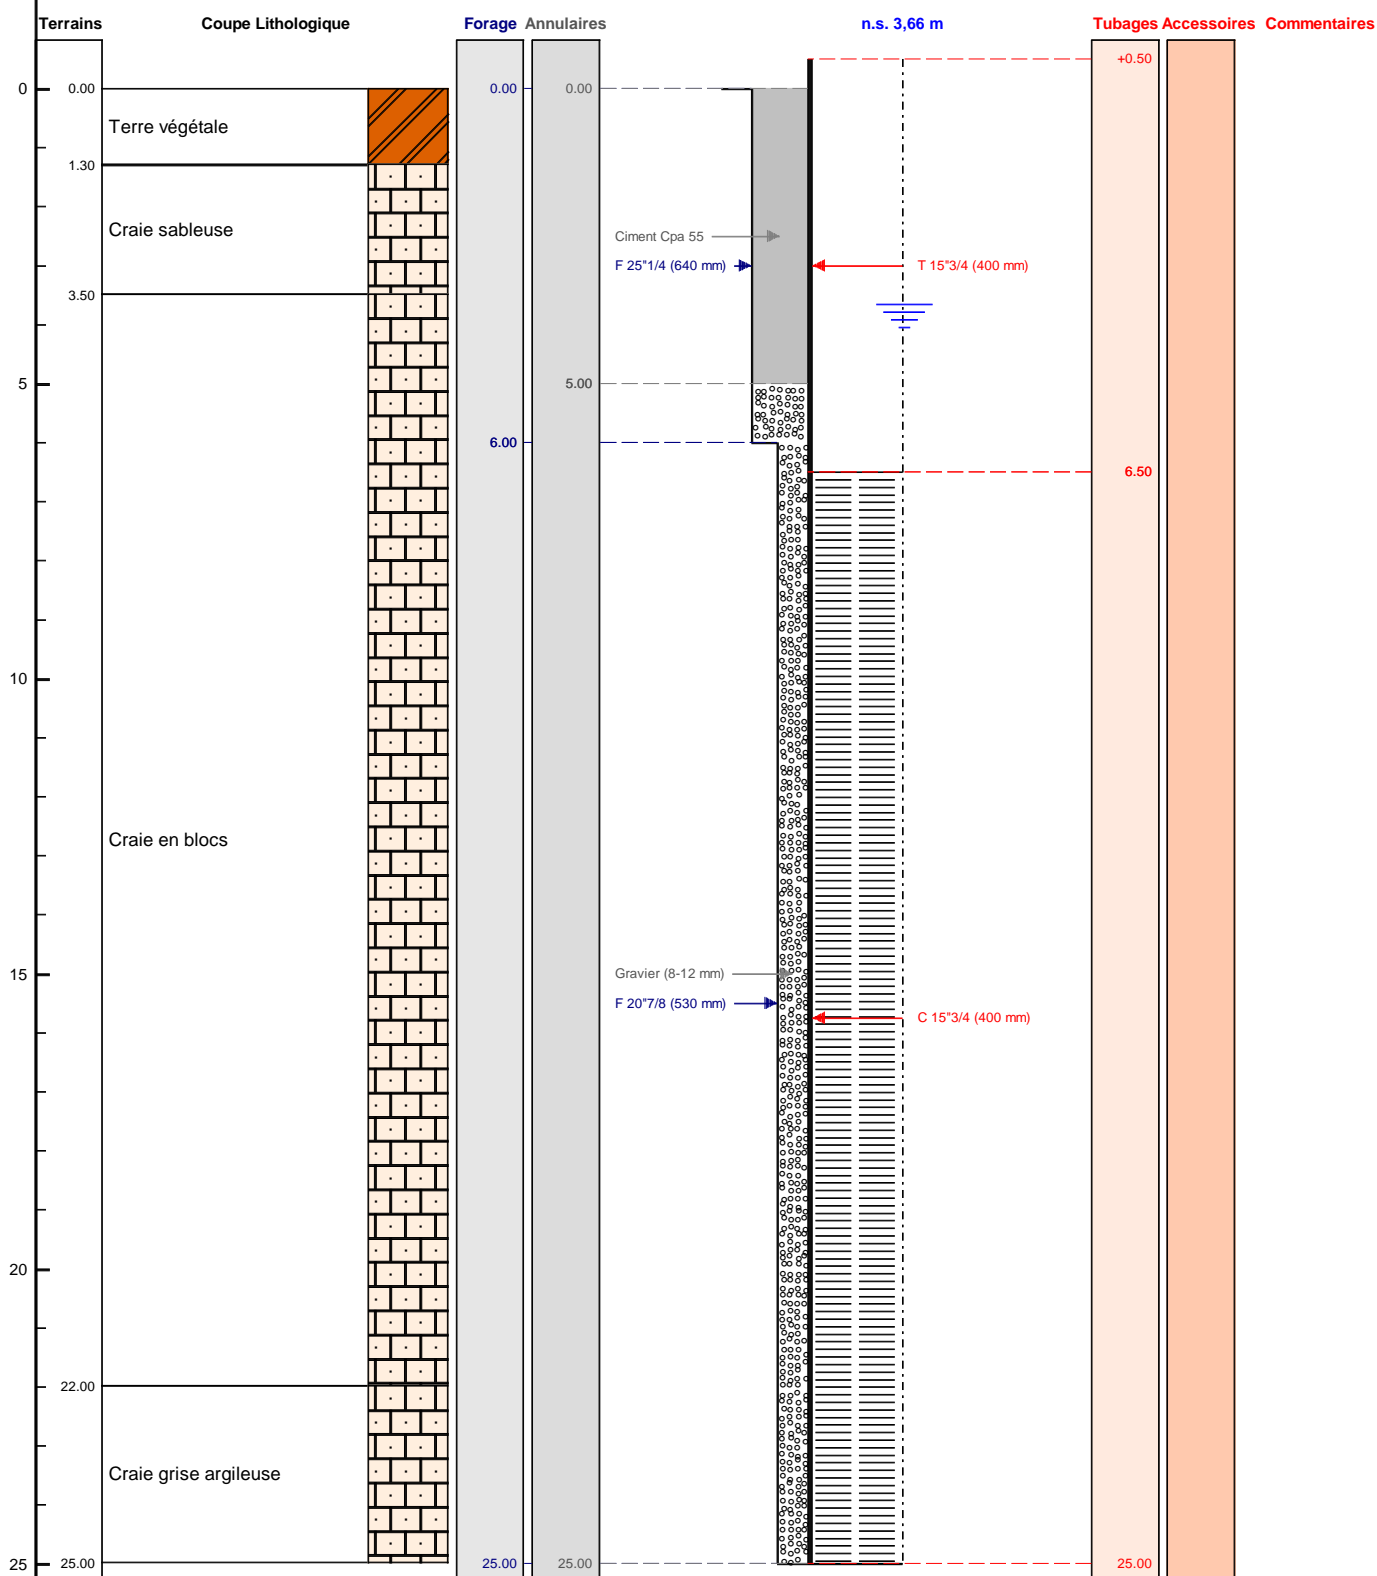 Terrains Coupe Lithologique Forage Annulaires n.s. 3,66 m Tubages Accessoires Commentaires
+0.50
0 0.00 0.00 0.00
Terre végétale
1.30
Craie sableuse
Ciment Cpa 55
F 25"1/4 (640 mm) T 15"3/4 (400 mm)
3.50
5 5.00
6.00
6.50
10
Craie en blocs
15 Gravier (8-12 mm)
F 20"7/8 (530 mm)
C 15"3/4 (400 mm)
20
22.00
Craie grise argileuse
25 25.00 25.00 25.00 25.00